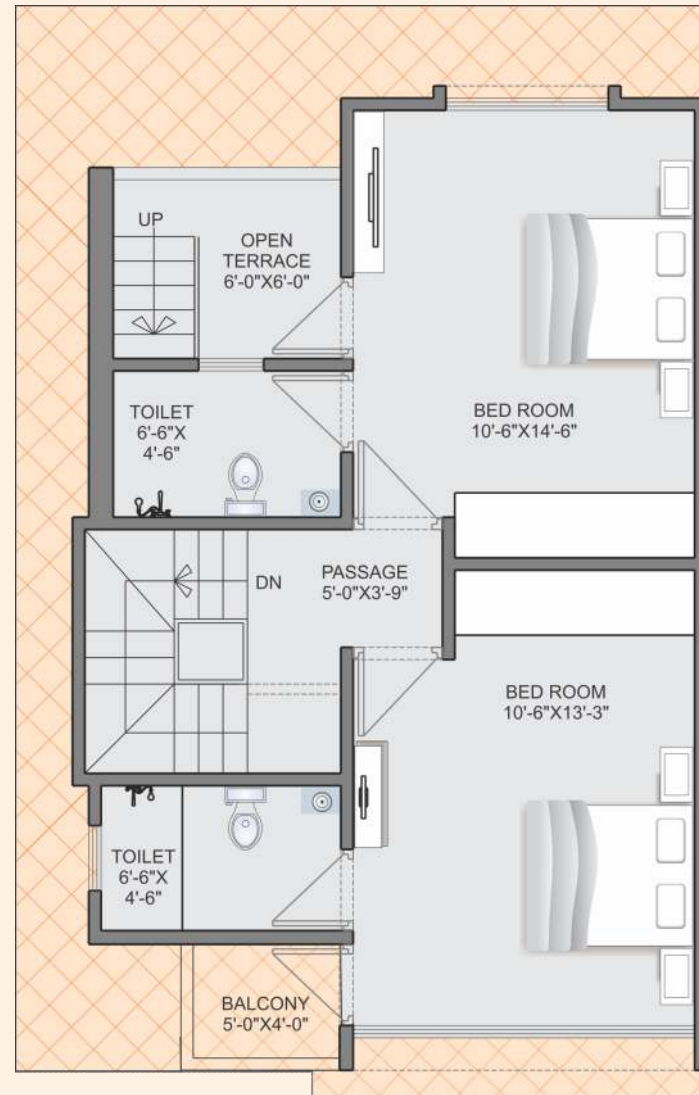 UP
OPEN
TERRACE
6'-0"X6'-0"
TOILET
6'-6"X
4'-6"
BED ROOM
10'-6"X14'-6"
DN
PASSAGE
5'-0"X3'-9"
BED ROOM
10'-6"X13'-3"
TOILET
6'-6"X
4'-6"
BALCONY
5'-0"X4'-0"